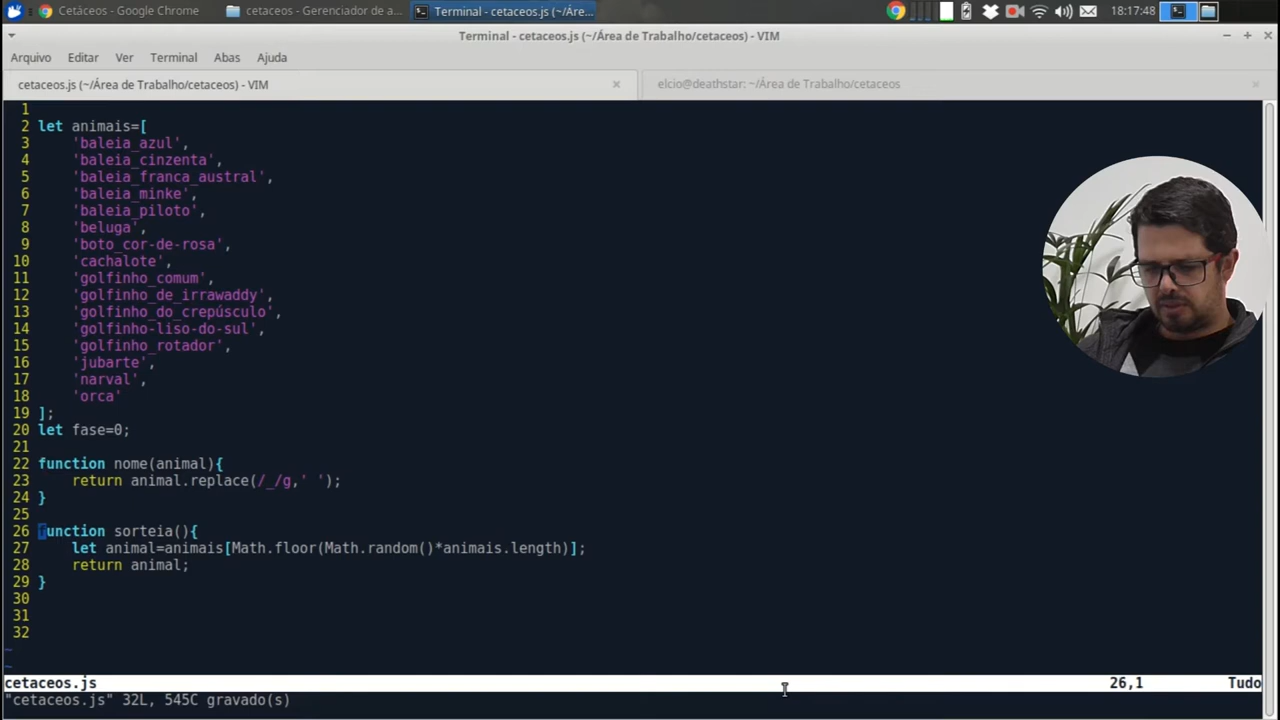 Cetáceos - Google Chrome
cetaceos - Gerenciador de a...
Terminal - cetaceos.js (~/Áre...
18:17:48
Terminal - cetaceos.js (~/Área de Trabalho/cetaceos) - VIM
Arquivo Editar Ver Terminal Abas Ajuda
cetaceos.js (~/Área de Trabalho/cetaceos) - VIM
elcio@deathstar: ~/Área de Trabalho/cetaceos
1
2 let animais=[
3     'baleia_azul',
4     'baleia_cinzenta',
5     'baleia_franca_austral',
6     'baleia_minke',
7     'baleia_piloto',
8     'beluga',
9     'boto_cor-de-rosa',
10     'cachalote',
11     'golfinho_comum',
12     'golfinho_de_irrawaddy',
13     'golfinho_do_crepúsculo',
14     'golfinho-liso-do-sul',
15     'golfinho_rotador',
16     'jubarte',
17     'narval',
18     'orca'
19 ];
20 let fase=0;
21
22 function nome(animal){
23     return animal.replace(/_/g,' ');
24 }
25
26 function sorteia(){
27     let animal=animais[Math.floor(Math.random()*animais.length)];
28     return animal;
29 }
30
31
32
~
~
cetaceos.js 26,1 Tudo
"cetaceos.js" 32L, 545C gravado(s)